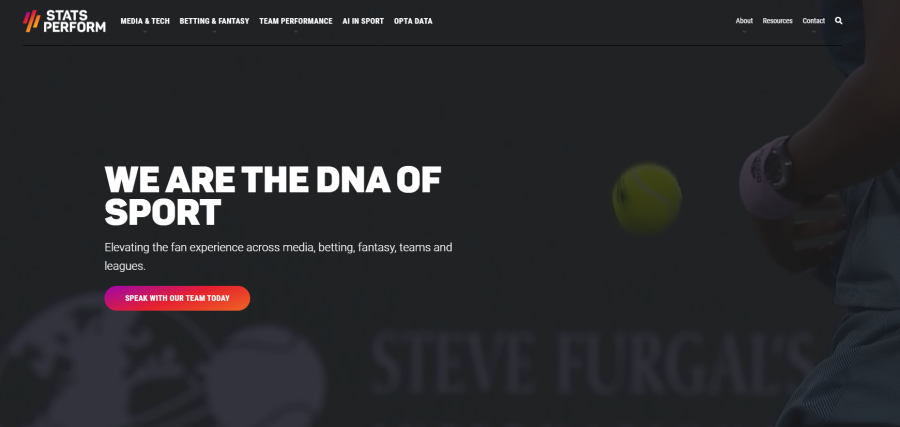 STATS
PERFORM
MEDIA & TECH
BETTING & FANTASY
TEAM PERFORMANCE
AI IN SPORT
OPTA DATA
About
Resources
Contact
WE ARE THE DNA OF
SPORT
Elevating the fan experience across media, betting, fantasy, teams and
leagues.
SPEAK WITH OUR TEAM TODAY
STEVE FURGAL'S